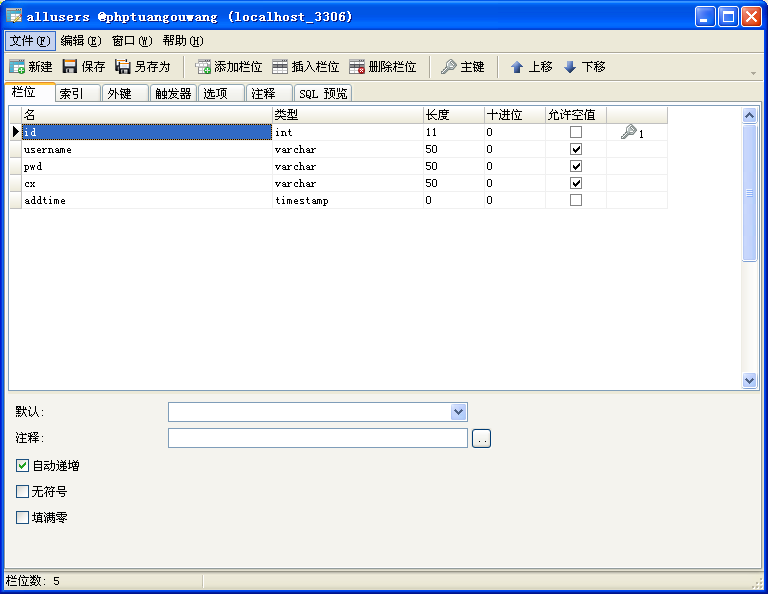 allusers @phptuangouwang (localhost_3306)
文件(F) 编辑(E) 窗口(W) 帮助(H)
新建 保存 另存为 添加栏位 插入栏位 删除栏位 主键 上移 下移
栏位 索引 外键 触发器 选项 注释 SQL 预览
名 类型 长度 十进位 允许空值
id int 11 0 1
username varchar 50 0
pwd varchar 50 0
cx varchar 50 0
addtime timestamp 0 0
默认:
注释:
..
自动递增
无符号
填满零
栏位数: 5